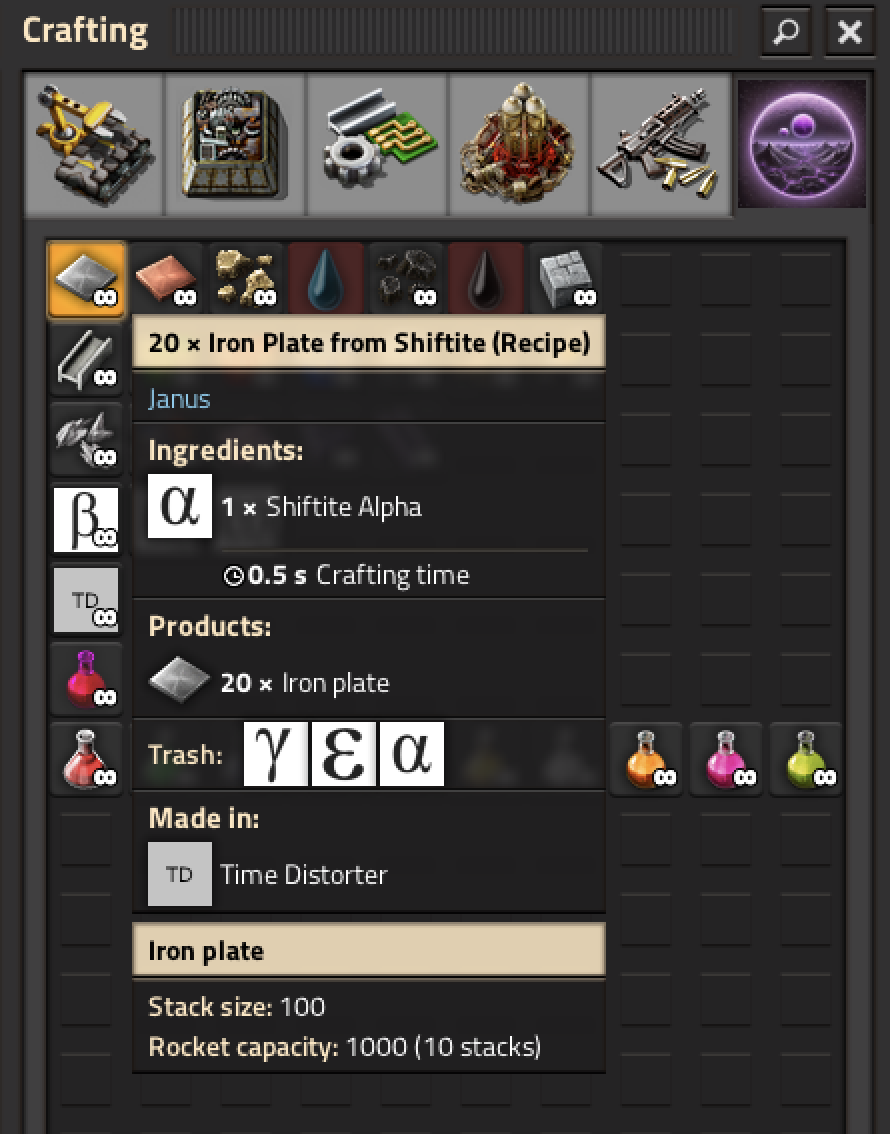 Crafting
∞ ∞ ∞ ∞ ∞
20 × Iron Plate from Shiftite (Recipe)
∞
Janus
∞
Ingredients:
α 1 × Shiftite Alpha
β ∞
0.5 s Crafting time
TD ∞
Products:
∞
20 × Iron plate
Trash: γ ε α
∞ ∞ ∞ ∞
Made in:
TD Time Distorter
Iron plate
Stack size: 100
Rocket capacity: 1000 (10 stacks)